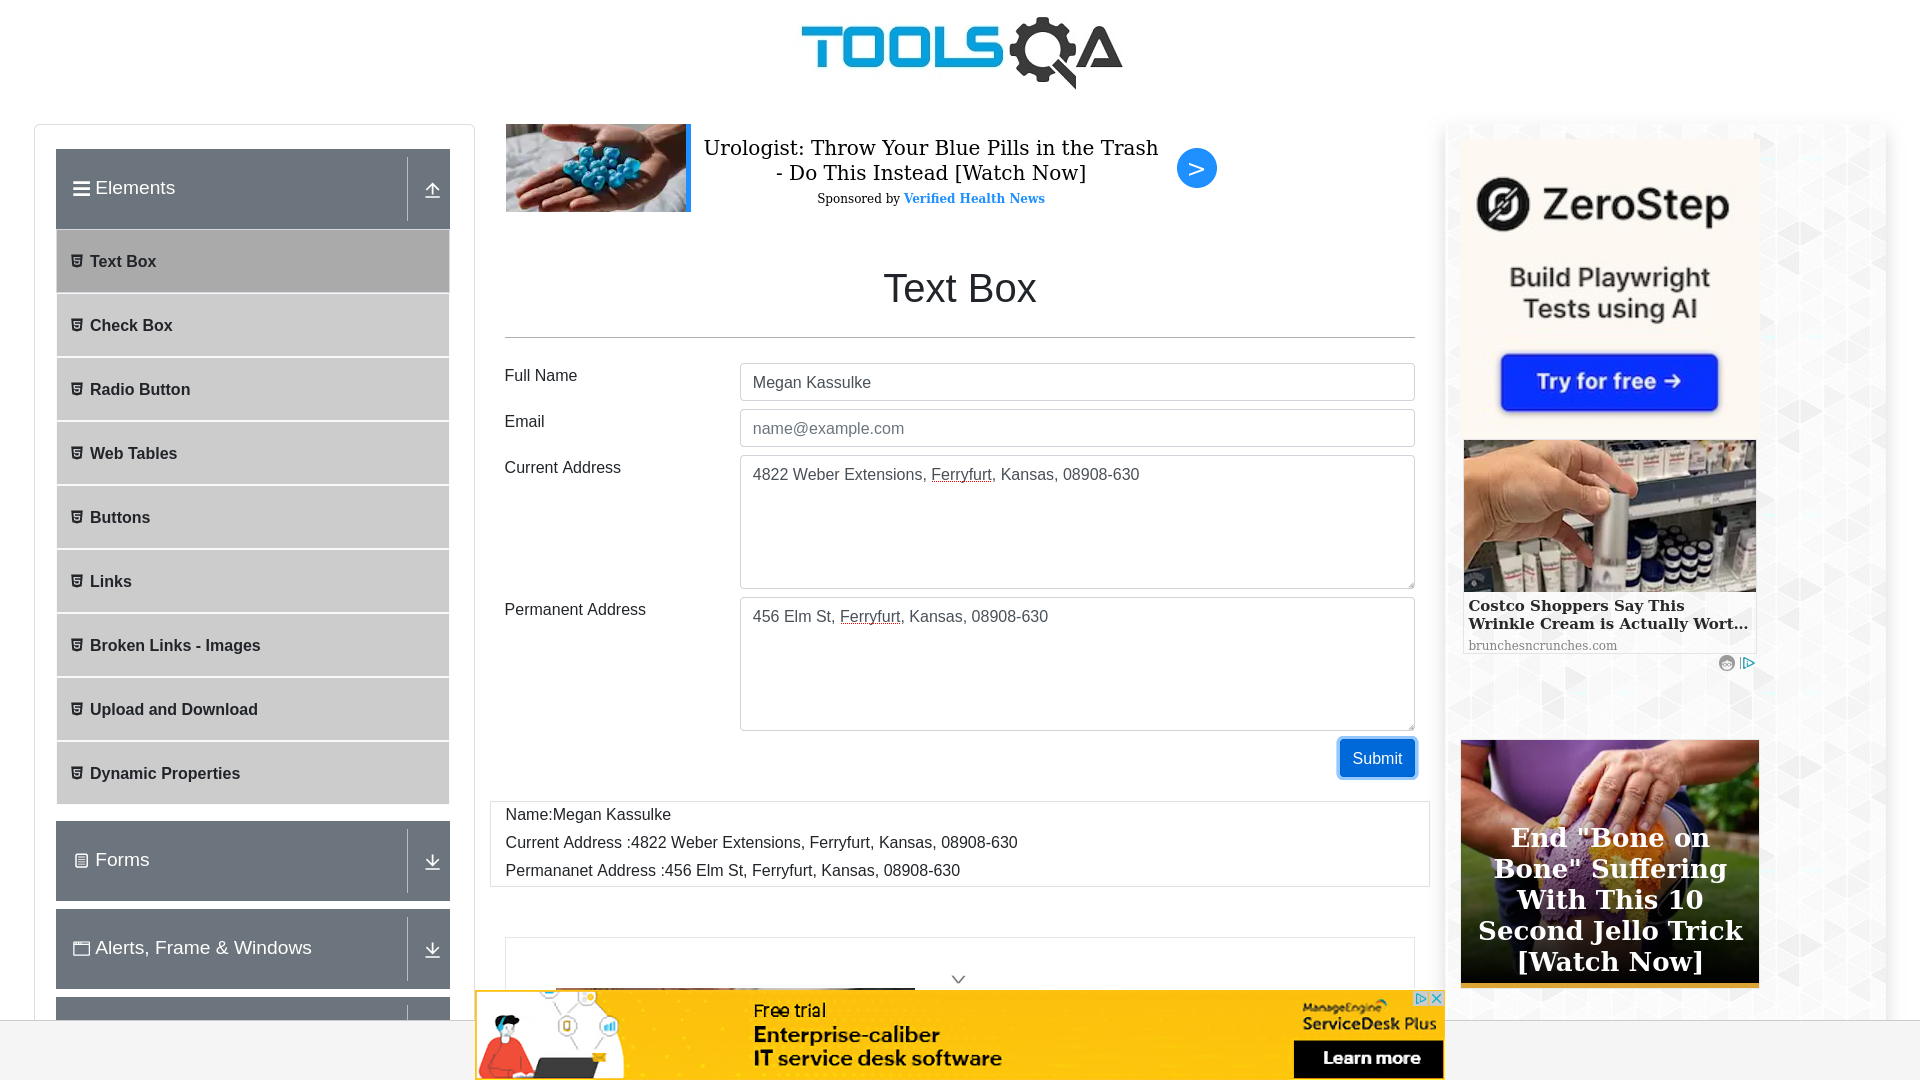 TOOLSQA
Elements
Text Box
Check Box
Radio Button
Web Tables
Buttons
Links
Broken Links - Images
Upload and Download
Dynamic Properties
Forms
Alerts, Frame & Windows
Urologist: Throw Your Blue Pills in the Trash
- Do This Instead [Watch Now]
Sponsored by Verified Health News
>
Text Box
Full Name
Megan Kassulke
Email
name@example.com
Current Address
4822 Weber Extensions, Ferryfurt, Kansas, 08908-630
Permanent Address
456 Elm St, Ferryfurt, Kansas, 08908-630
Submit
Name:Megan Kassulke
Current Address :4822 Weber Extensions, Ferryfurt, Kansas, 08908-630
Permananet Address :456 Elm St, Ferryfurt, Kansas, 08908-630
Free trial
Enterprise-caliber
IT service desk software
ManageEngine
ServiceDesk Plus
Learn more
ZeroStep
Build Playwright
Tests using AI
Try for free →
Costco Shoppers Say This
Wrinkle Cream is Actually Wort...
brunchesncrunches.com
End "Bone on
Bone" Suffering
With This 10
Second Jello Trick
[Watch Now]